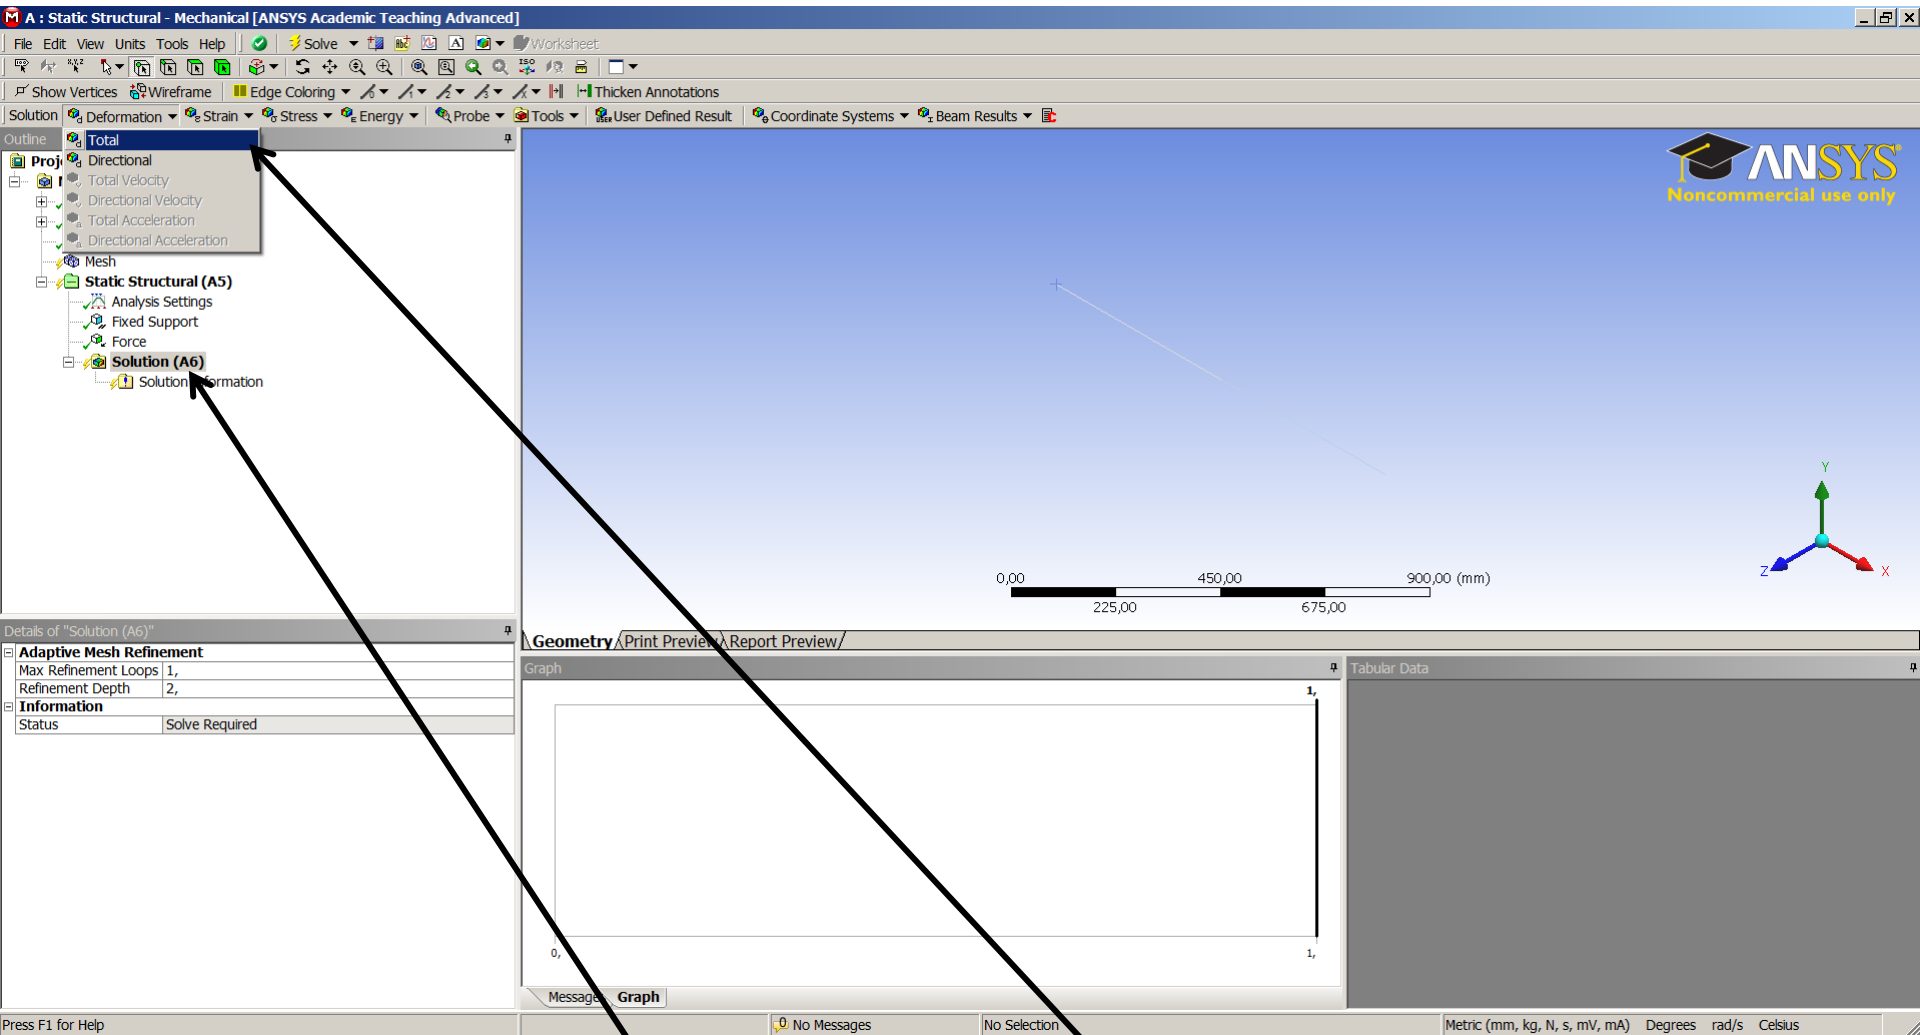 A : Static Structural - Mechanical [ANSYS Academic Teaching Advanced]
File Edit View Units Tools Help Solve Worksheet
Show Vertices Wireframe Edge Coloring Thicken Annotations
Solution Deformation Strain Stress Energy Probe Tools User Defined Result Coordinate Systems Beam Results
Outline
Total
Directional
Total Velocity
Directional Velocity
Total Acceleration
Directional Acceleration
Mesh
Static Structural (A5)
Analysis Settings
Fixed Support
Force
Solution (A6)
Solution
ANSYS
Noncommercial use only
Y
Z
X
0,00 450,00 900,00 (mm)
225,00 675,00
Geometry Print Preview Report Preview
Details of "Solution (A6)"
Adaptive Mesh Refinement
Max Refinement Loops 1,
Refinement Depth 2,
Information
Status Solve Required
Graph
1,
0, 1,
Messages Graph
Tabular Data
Press F1 for Help No Messages No Selection Metric (mm, kg, N, s, mV, mA) Degrees rad/s Celsius